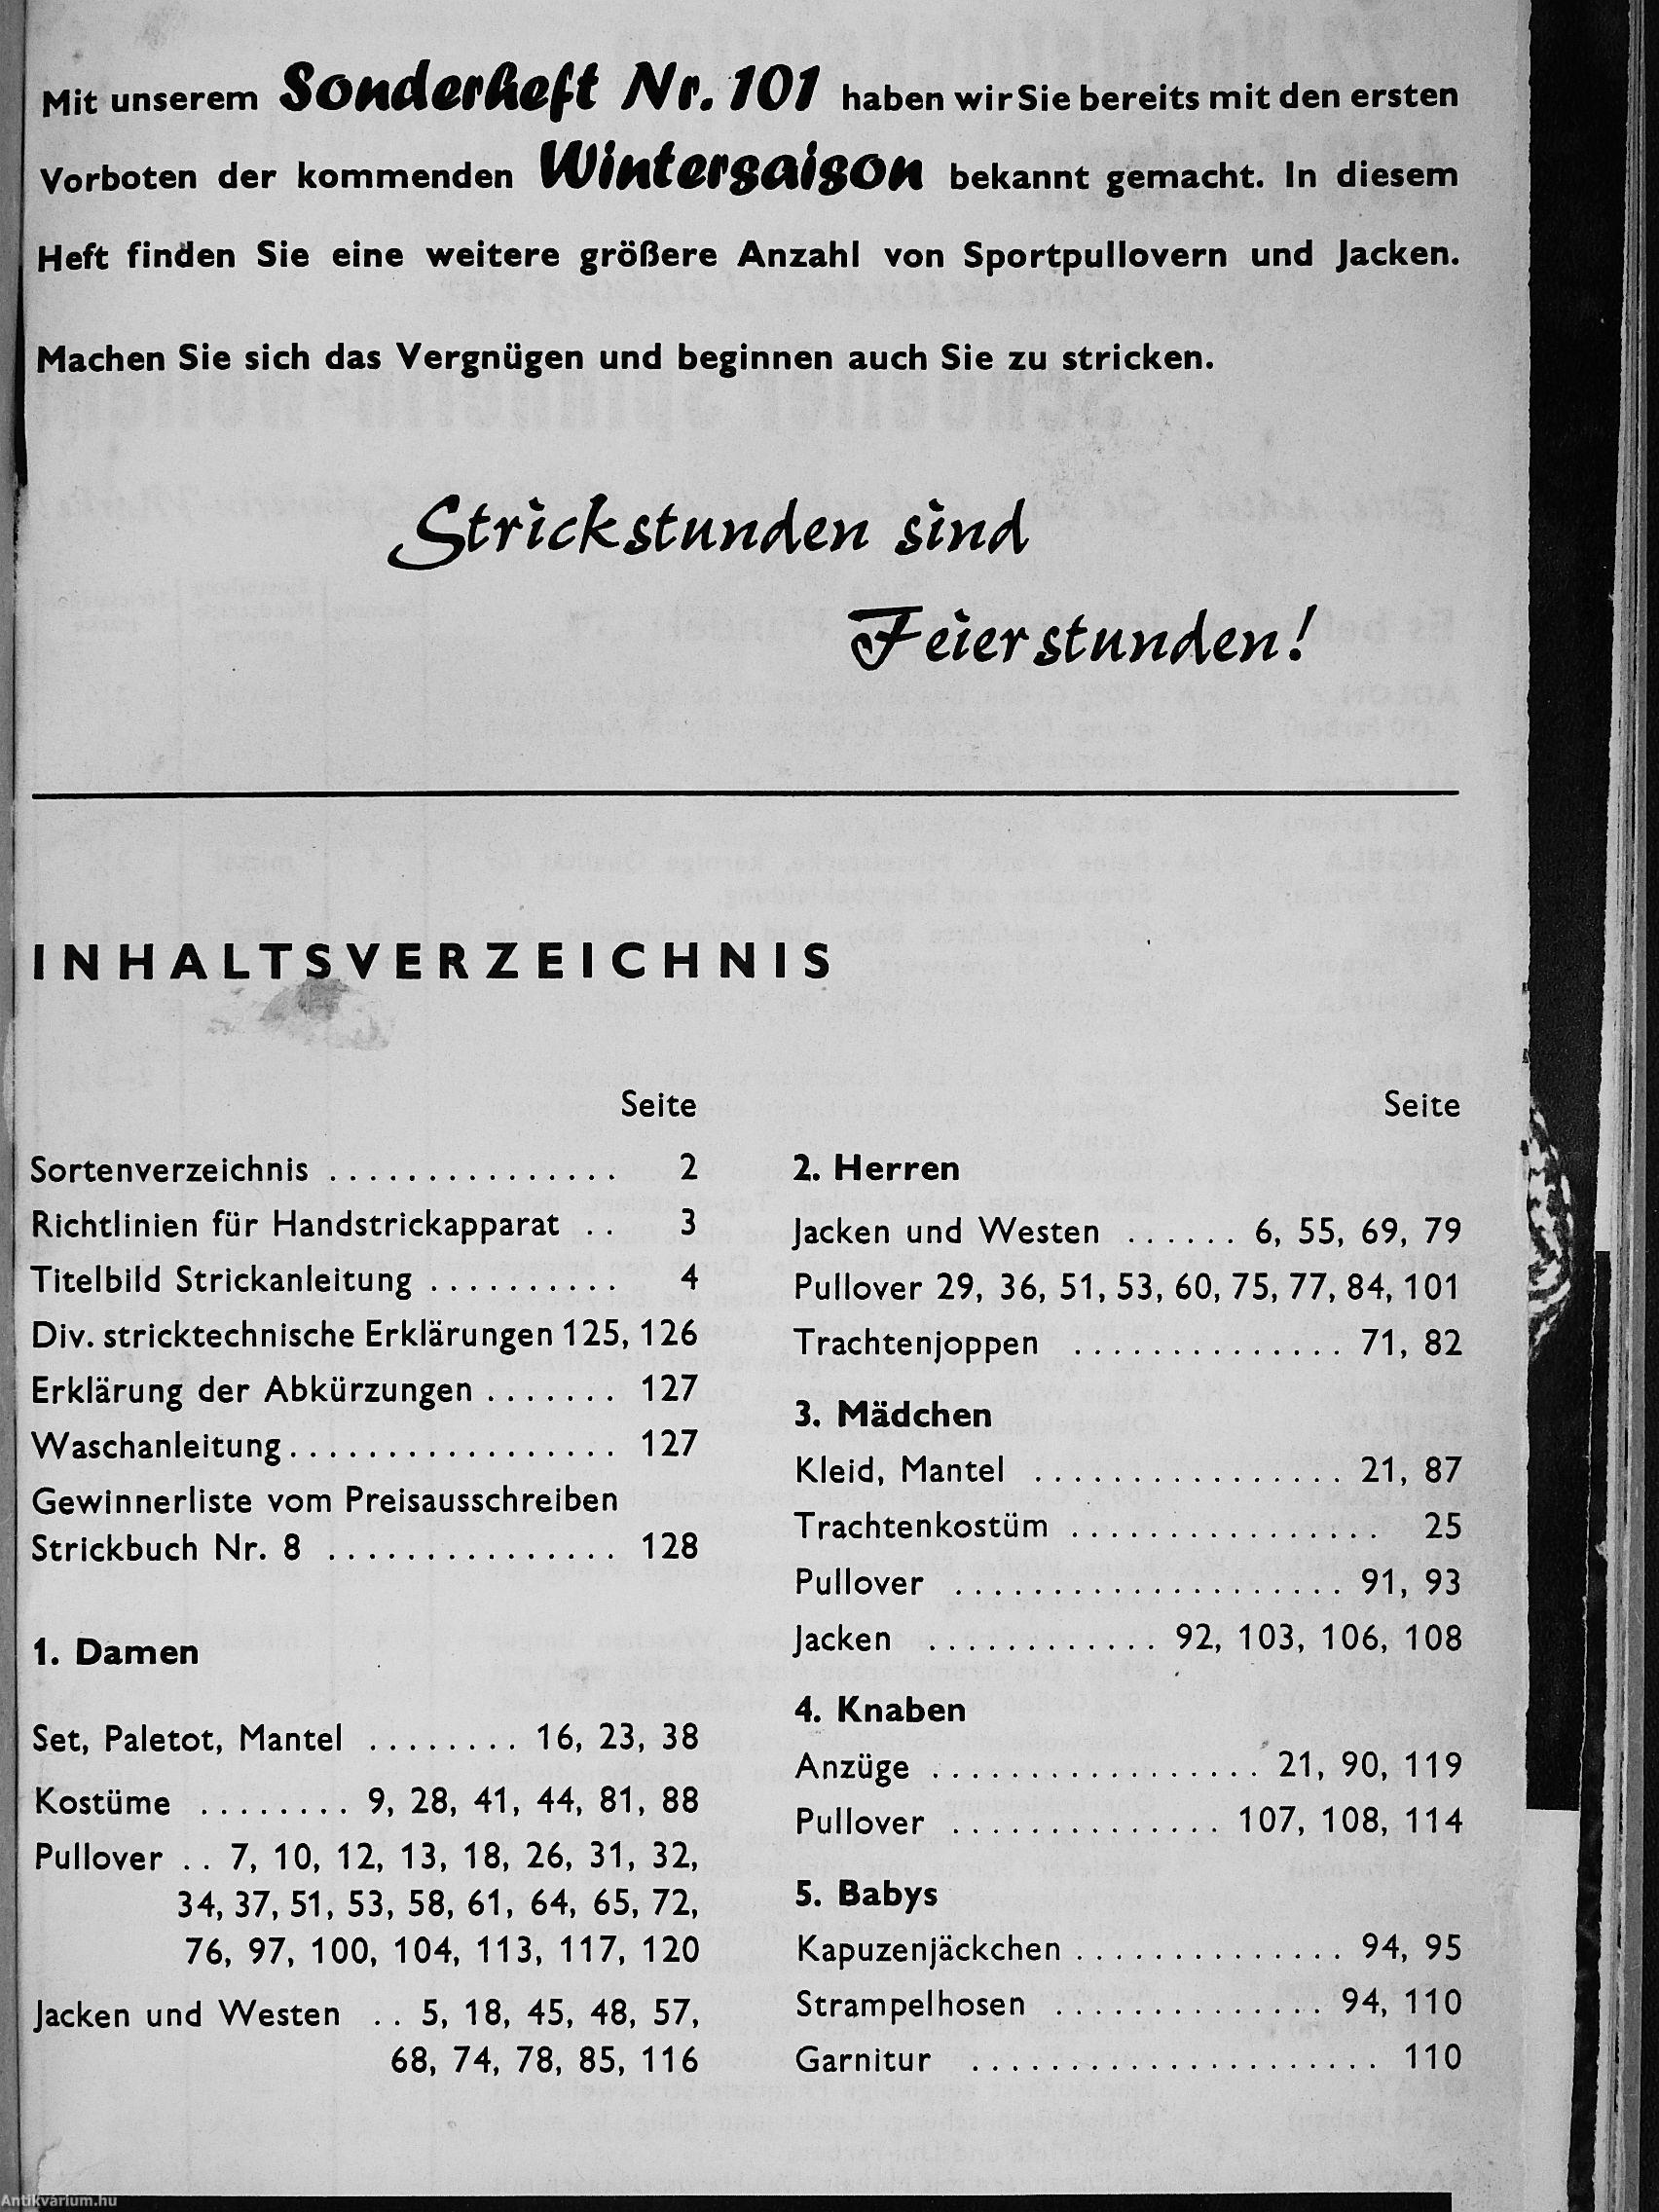 Mit unserem Sonderheft Nr. 101 haben wir Sie bereits mit den ersten
Vorboten der kommenden Wintersaison bekannt gemacht. In diesem
Heft finden Sie eine weitere größere Anzahl von Sportpullovern und Jacken.
Machen Sie sich das Vergnügen und beginnen auch Sie zu stricken.
Strickstunden sind
Feierstunden!
INHALTSVERZEICHNIS
Seite
Sortenverzeichnis ............... 2
Richtlinien für Handstrickapparat .. 3
Titelbild Strickanleitung .......... 4
Div. stricktechnische Erklärungen 125, 126
Erklärung der Abkürzungen ....... 127
Waschanleitung ................. 127
Gewinnerliste vom Preisausschreiben
Strickbuch Nr. 8 ............... 128
1. Damen
Set, Paletot, Mantel ........ 16, 23, 38
Kostüme ........ 9, 28, 41, 44, 81, 88
Pullover .. 7, 10, 12, 13, 18, 26, 31, 32,
34, 37, 51, 53, 58, 61, 64, 65, 72,
76, 97, 100, 104, 113, 117, 120
Jacken und Westen .. 5, 18, 45, 48, 57,
68, 74, 78, 85, 116
Seite
2. Herren
Jacken und Westen ...... 6, 55, 69, 79
Pullover 29, 36, 51, 53, 60, 75, 77, 84, 101
Trachtenjoppen .............. 71, 82
3. Mädchen
Kleid, Mantel ................ 21, 87
Trachtenkostüm ................ 25
Pullover .................... 91, 93
Jacken ............ 92, 103, 106, 108
4. Knaben
Anzüge ................. 21, 90, 119
Pullover .............. 107, 108, 114
5. Babys
Kapuzenjäckchen .............. 94, 95
Strampelhosen .............. 94, 110
Garnitur ..................... 110
Antikvárium.hu